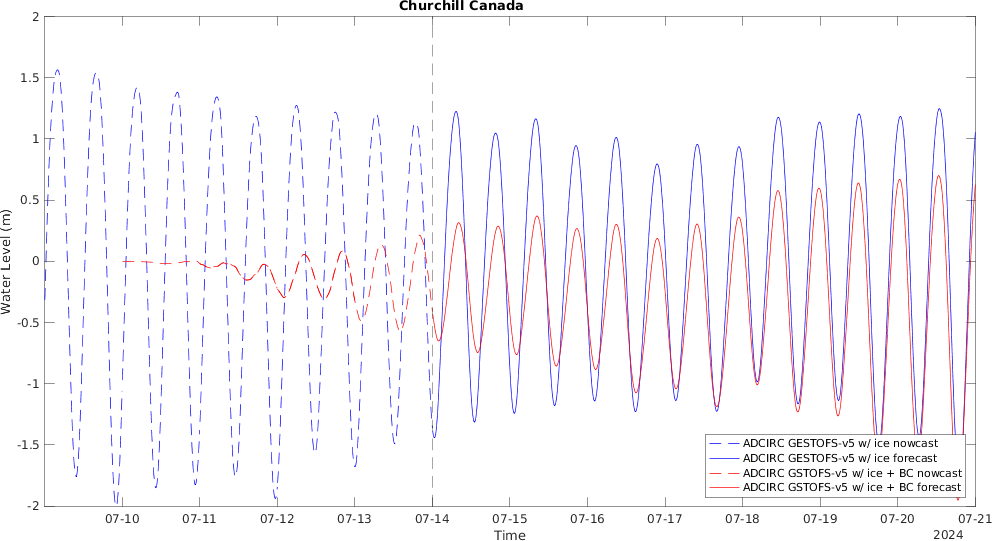 Churchill Canada
2
1.5
1
0.5
0
-0.5
-1
-1.5
-2
Water Level (m)
ADCIRC GESTOFS-v5 w/ ice nowcast
ADCIRC GESTOFS-v5 w/ ice forecast
ADCIRC GSTOFS-v5 w/ ice + BC nowcast
ADCIRC GSTOFS-v5 w/ ice + BC forecast
07-10 07-11 07-12 07-13 07-14 07-15 07-16 07-17 07-18 07-19 07-20 07-21
Time
2024